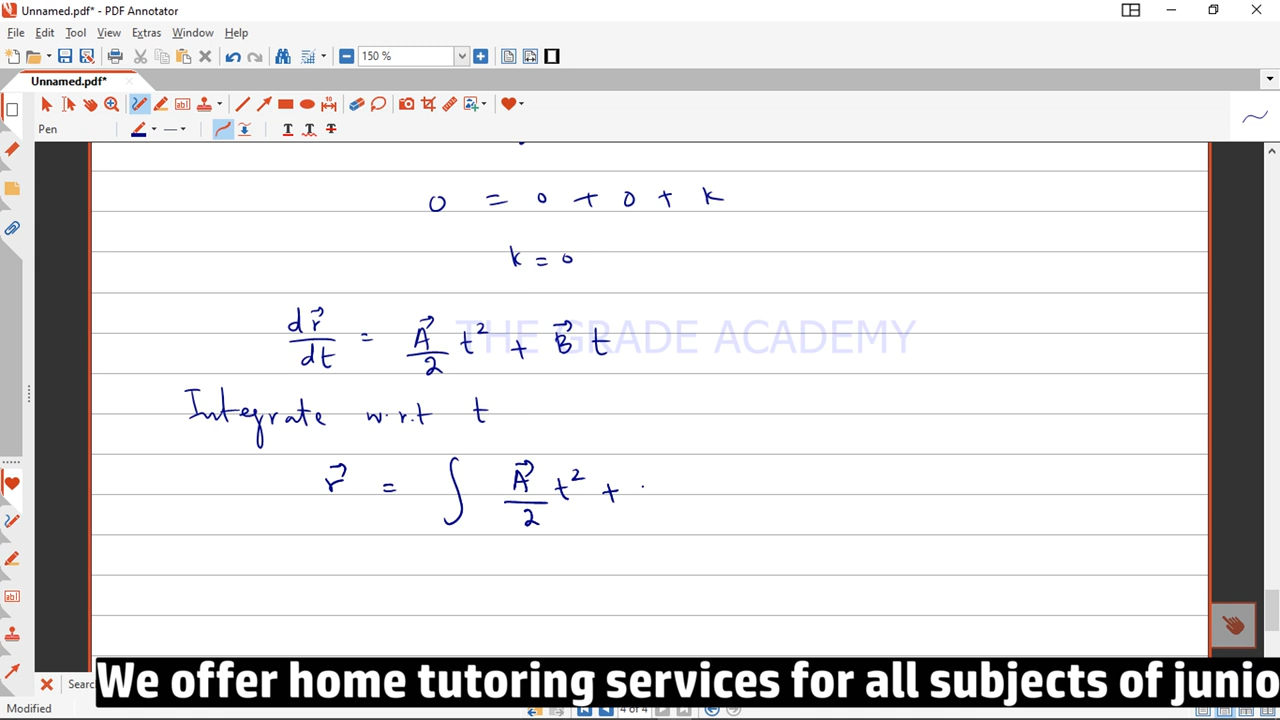 Unnamed.pdf* - PDF Annotator
File Edit Tool View Extras Window Help
150 %
Unnamed.pdf*
Pen
0 = 0 + 0 + k
k = 0
THE GRADE ACADEMY
dr⃗/dt = A⃗/2 t² + B⃗ t
Integrate w.r.t t
r⃗ = ∫ A⃗/2 t² +
We offer home tutoring services for all subjects of junio
Searc
4 of 4
Modified